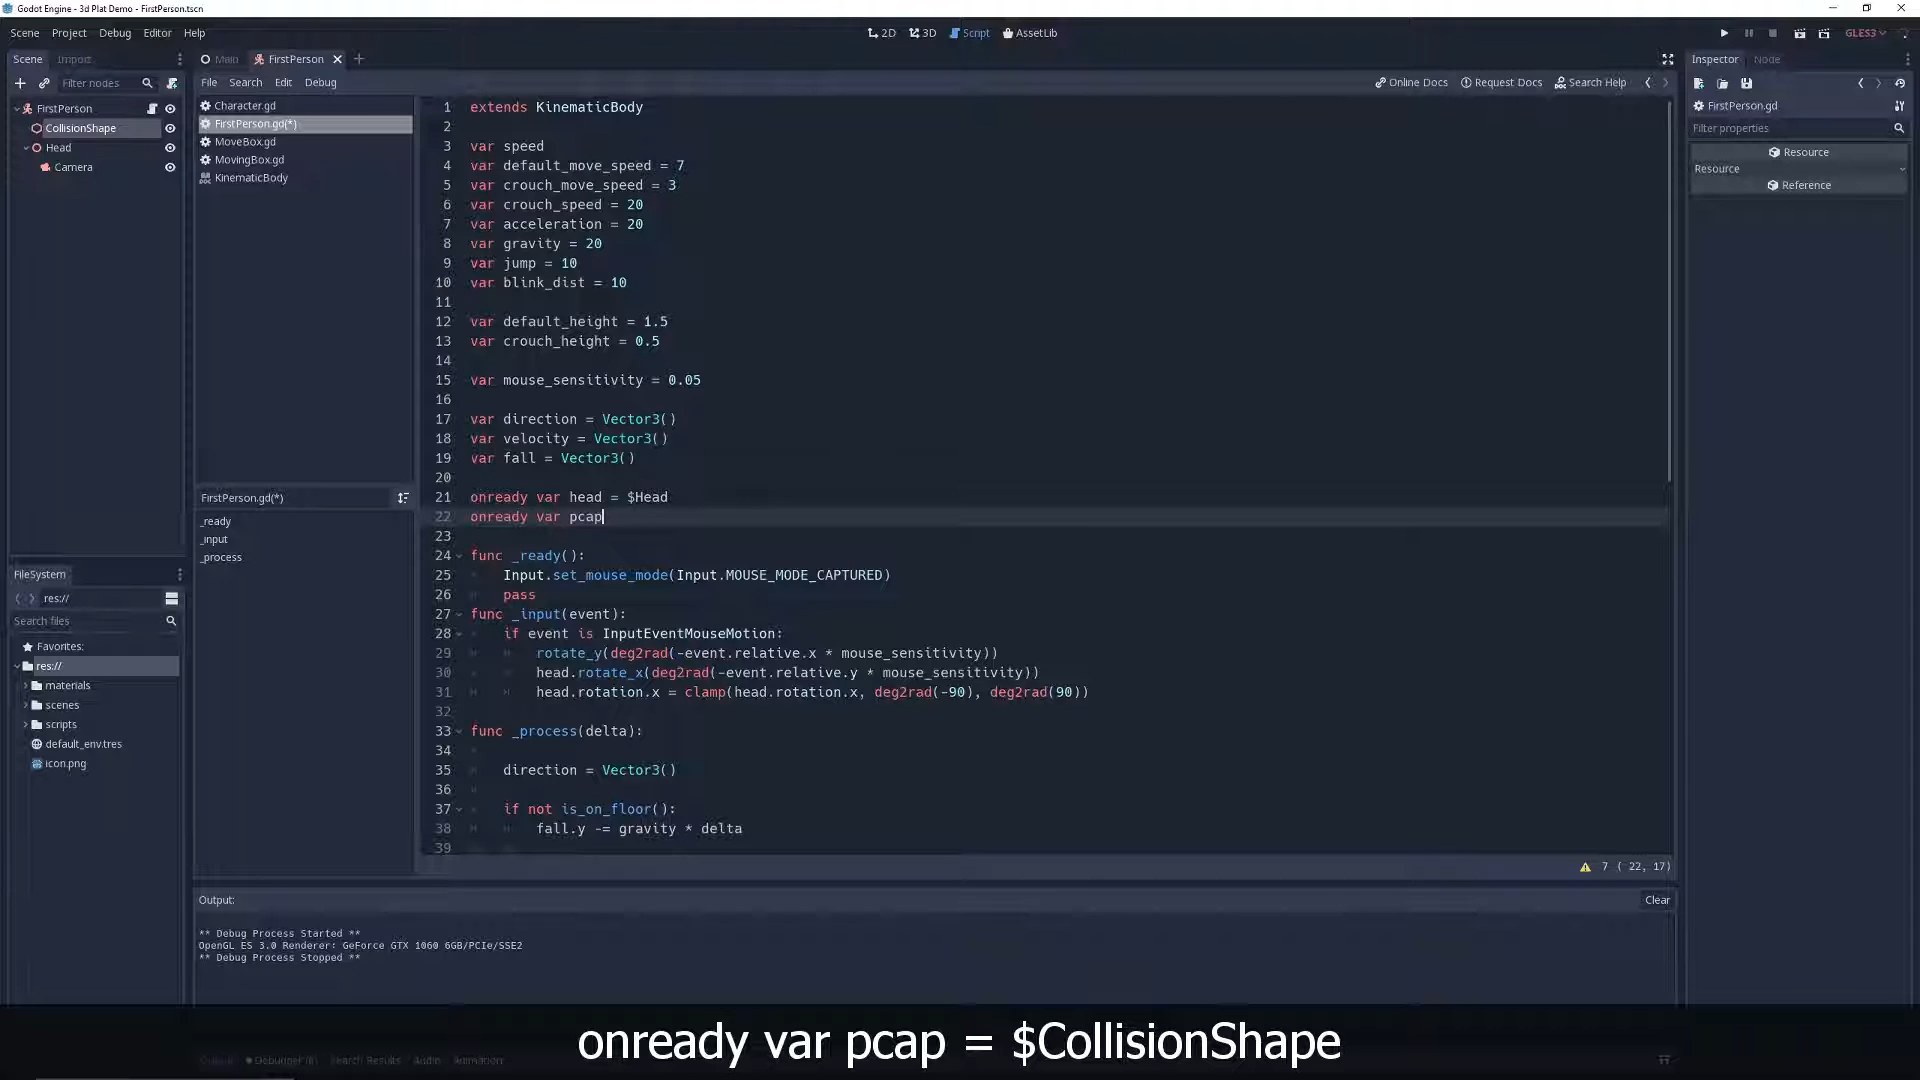 Godot Engine - 3d Plat Demo - FirstPerson.tscn
Scene Project Debug Editor Help
2D 3D Script AssetLib
GLES3
Scene Import
Filter nodes
FirstPerson
CollisionShape
Head
Camera
Main FirstPerson
File Search Edit Debug
Online Docs Request Docs Search Help
Character.gd
FirstPerson.gd(*)
MoveBox.gd
MovingBox.gd
KinematicBody
FirstPerson.gd(*)
_ready
_input
_process
1 extends KinematicBody
2
3 var speed
4 var default_move_speed = 7
5 var crouch_move_speed = 3
6 var crouch_speed = 20
7 var acceleration = 20
8 var gravity = 20
9 var jump = 10
10 var blink_dist = 10
11
12 var default_height = 1.5
13 var crouch_height = 0.5
14
15 var mouse_sensitivity = 0.05
16
17 var direction = Vector3()
18 var velocity = Vector3()
19 var fall = Vector3()
20
21 onready var head = $Head
22 onready var pcap
23
24 func _ready():
25 Input.set_mouse_mode(Input.MOUSE_MODE_CAPTURED)
26 pass
27 func _input(event):
28 if event is InputEventMouseMotion:
29 rotate_y(deg2rad(-event.relative.x * mouse_sensitivity))
30 head.rotate_x(deg2rad(-event.relative.y * mouse_sensitivity))
31 head.rotation.x = clamp(head.rotation.x, deg2rad(-90), deg2rad(90))
32
33 func _process(delta):
34
35 direction = Vector3()
36
37 if not is_on_floor():
38 fall.y -= gravity * delta
39
7 ( 22, 17)
FileSystem
res://
Search files
Favorites:
res://
materials
scenes
scripts
default_env.tres
icon.png
Output: Clear
** Debug Process Started **
OpenGL ES 3.0 Renderer: GeForce GTX 1060 6GB/PCIe/SSE2
** Debug Process Stopped **
Output Debugger (8) Search Results Audio Animation
Inspector Node
FirstPerson.gd
Filter properties
Resource
Resource
Reference
onready var pcap = $CollisionShape